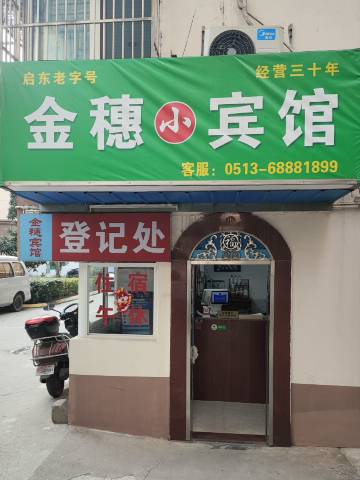 启东老字号
经营三十年
金穗小宾馆
客服：0513-68881899
金穗宾馆
登记处
住宿
午休